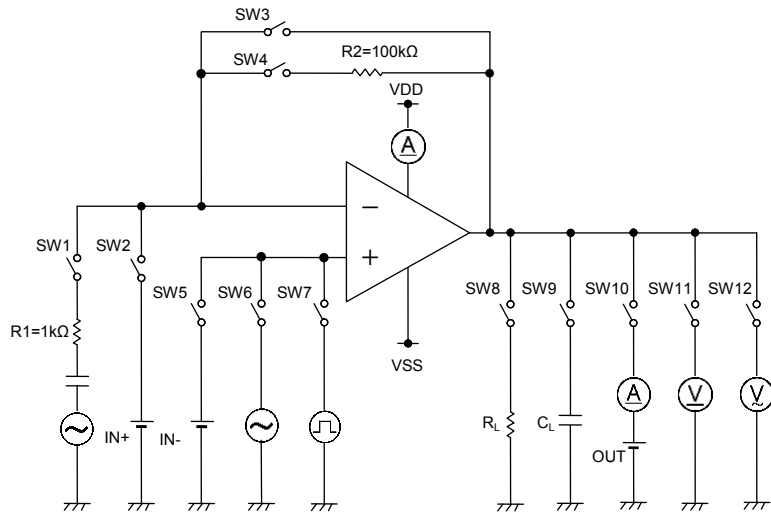 SW3
SW4
R2=100kΩ
VDD
A
−
+
SW1
SW2
SW5
SW6
SW7
SW8
SW9
SW10
SW11
SW12
R1=1kΩ
VSS
A
V
V
IN+
IN-
RL
CL
OUT